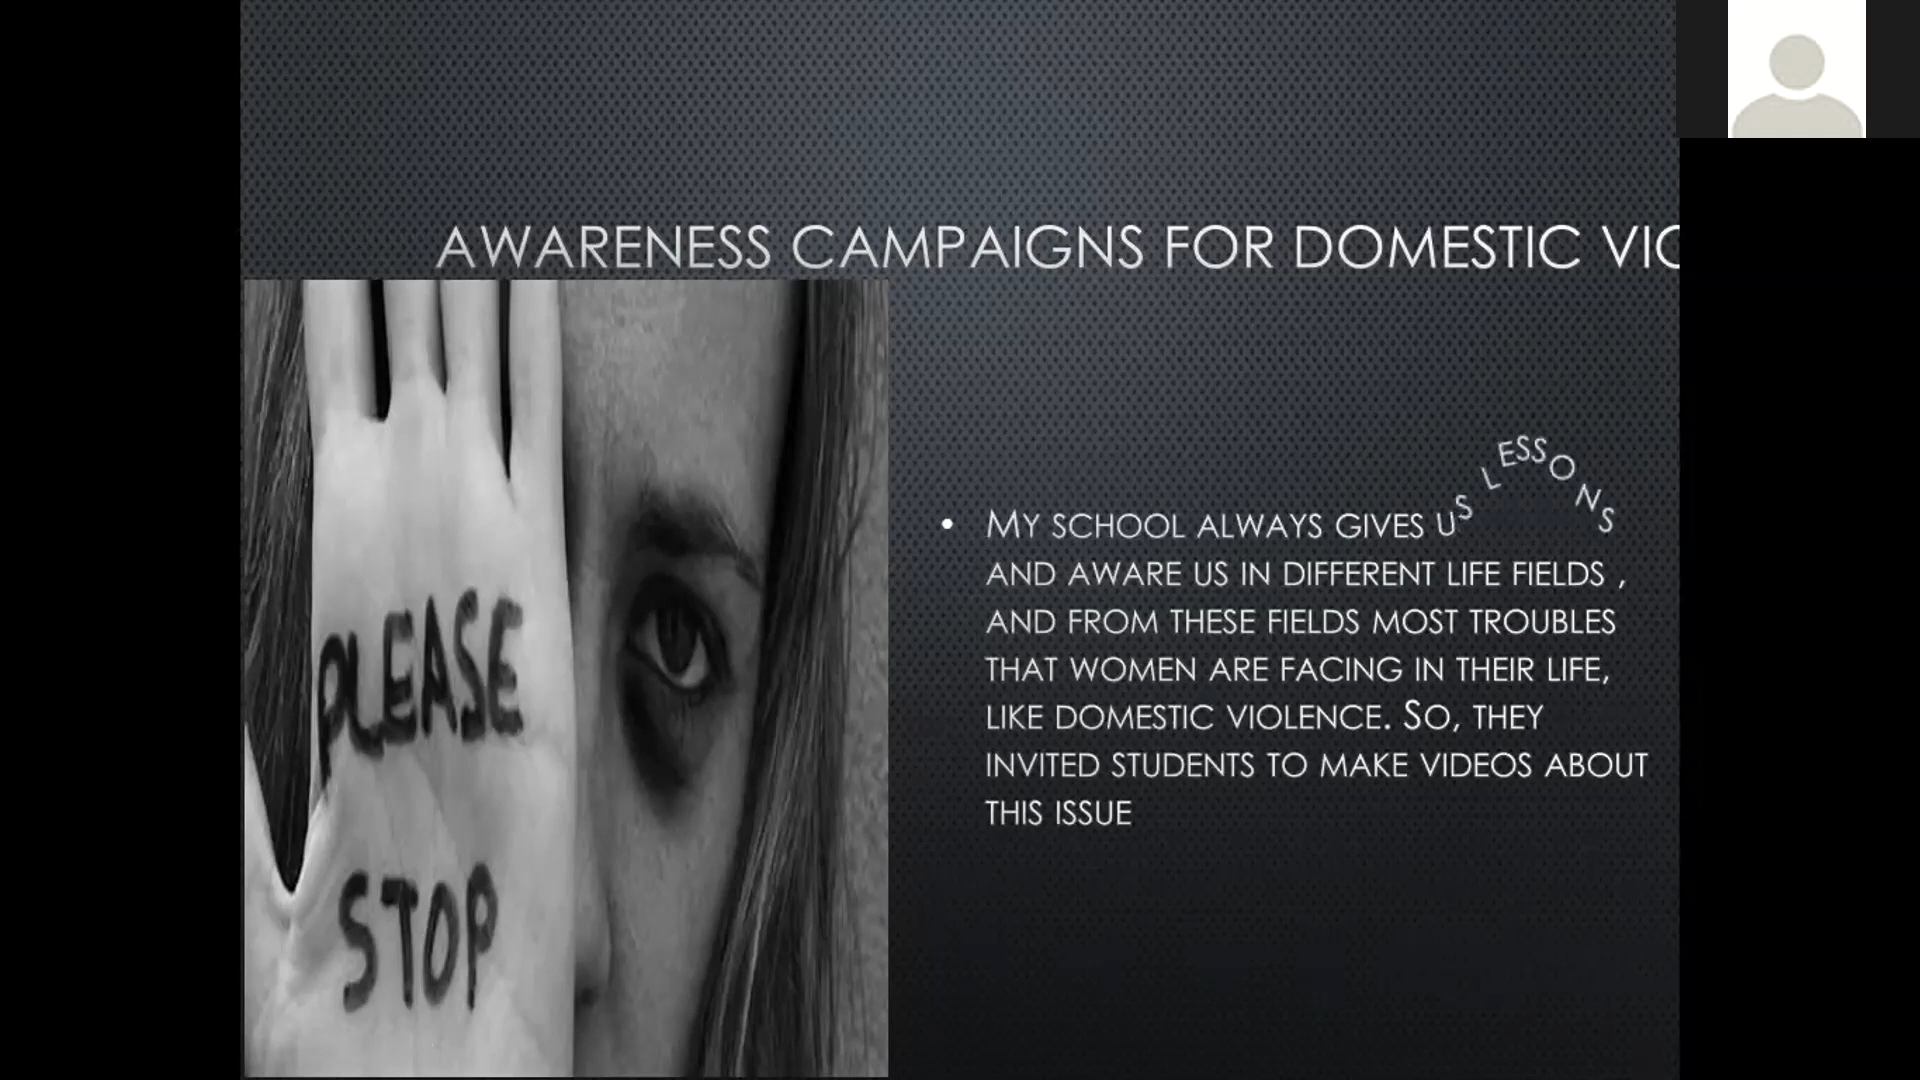 AWARENESS CAMPAIGNS FOR DOMESTIC
PLEASE
STOP
• MY SCHOOL ALWAYS GIVES US LESSONS
AND AWARE US IN DIFFERENT LIFE FIELDS ,
AND FROM THESE FIELDS MOST TROUBLES
THAT WOMEN ARE FACING IN THEIR LIFE,
LIKE DOMESTIC VIOLENCE. SO, THEY
INVITED STUDENTS TO MAKE VIDEOS ABOUT
THIS ISSUE